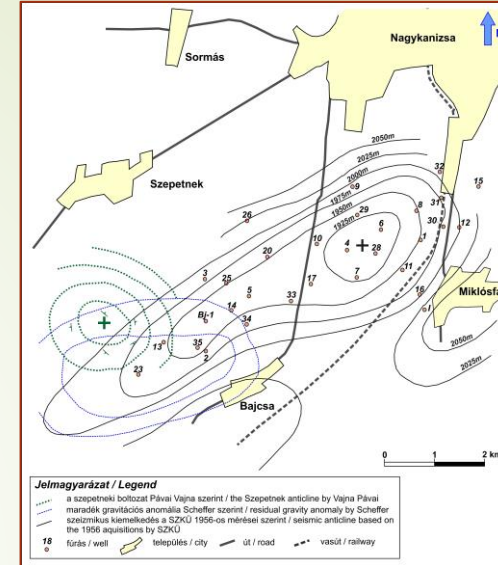 Nagykanizsa
Sormás
Szepetnek
2050m
2025m
2000m
1975m
1950m
1925m
32
15
9
29
8
31
30
12
26
6
10
4
28
1
20
3
25
7
11
17
5
33
16
I
14
Bj-1
34
Miklósfa
13
35
2
23
2050m
2025m
Bajcsa
0 1 2 km
Jelmagyarázat / Legend
a szepetneki boltozat Pávai Vajna szerint / the Szepetnek anticline by Vajna Pávai
maradék gravitációs anomália Scheffer szerint / residual gravity anomaly by Scheffer
szeizmikus kiemelkedés a SZKÜ 1956-os mérései szerint / seismic anticline based on
the 1956 aquisitions by SZKÜ
18 fúrás / well település / city út / road vasút / railway